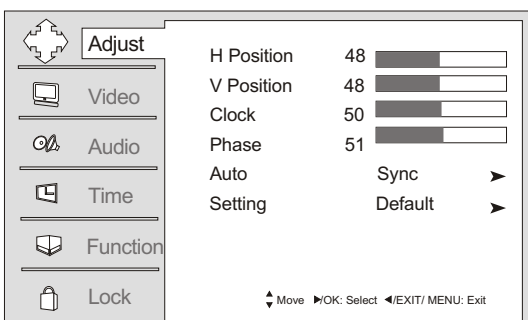 Adjust
Video
Audio
Time
Function
Lock
H Position 48
V Position 48
Clock 50
Phase 51
Auto Sync ➤
Setting Default ➤
▲▼ Move ▶/OK: Select ◀/EXIT/ MENU: Exit